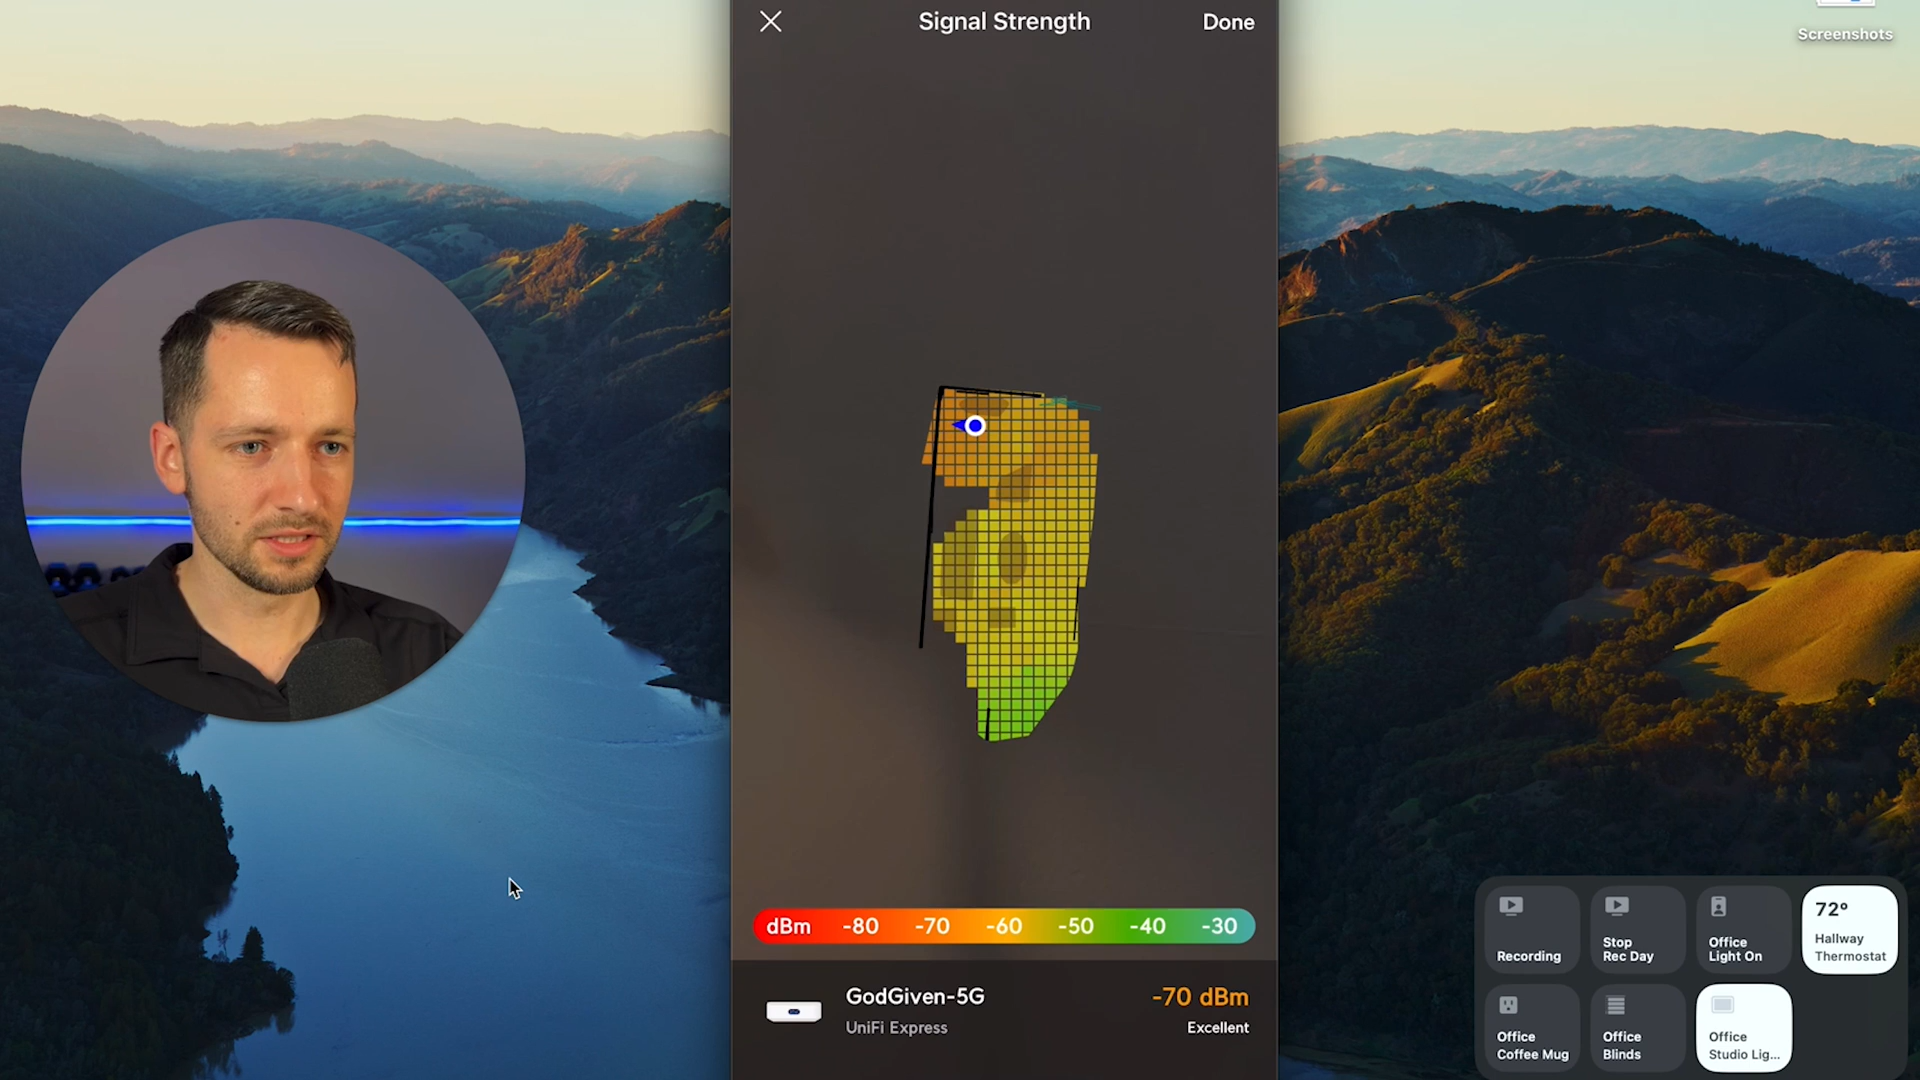 Signal Strength
Done
Screenshots
dBm -80 -70 -60 -50 -40 -30
GodGiven-5G
-70 dBm
UniFi Express
Excellent
Recording
Stop
Rec Day
Office
Light On
72°
Hallway
Thermostat
Office
Coffee Mug
Office
Blinds
Office
Studio Lig...